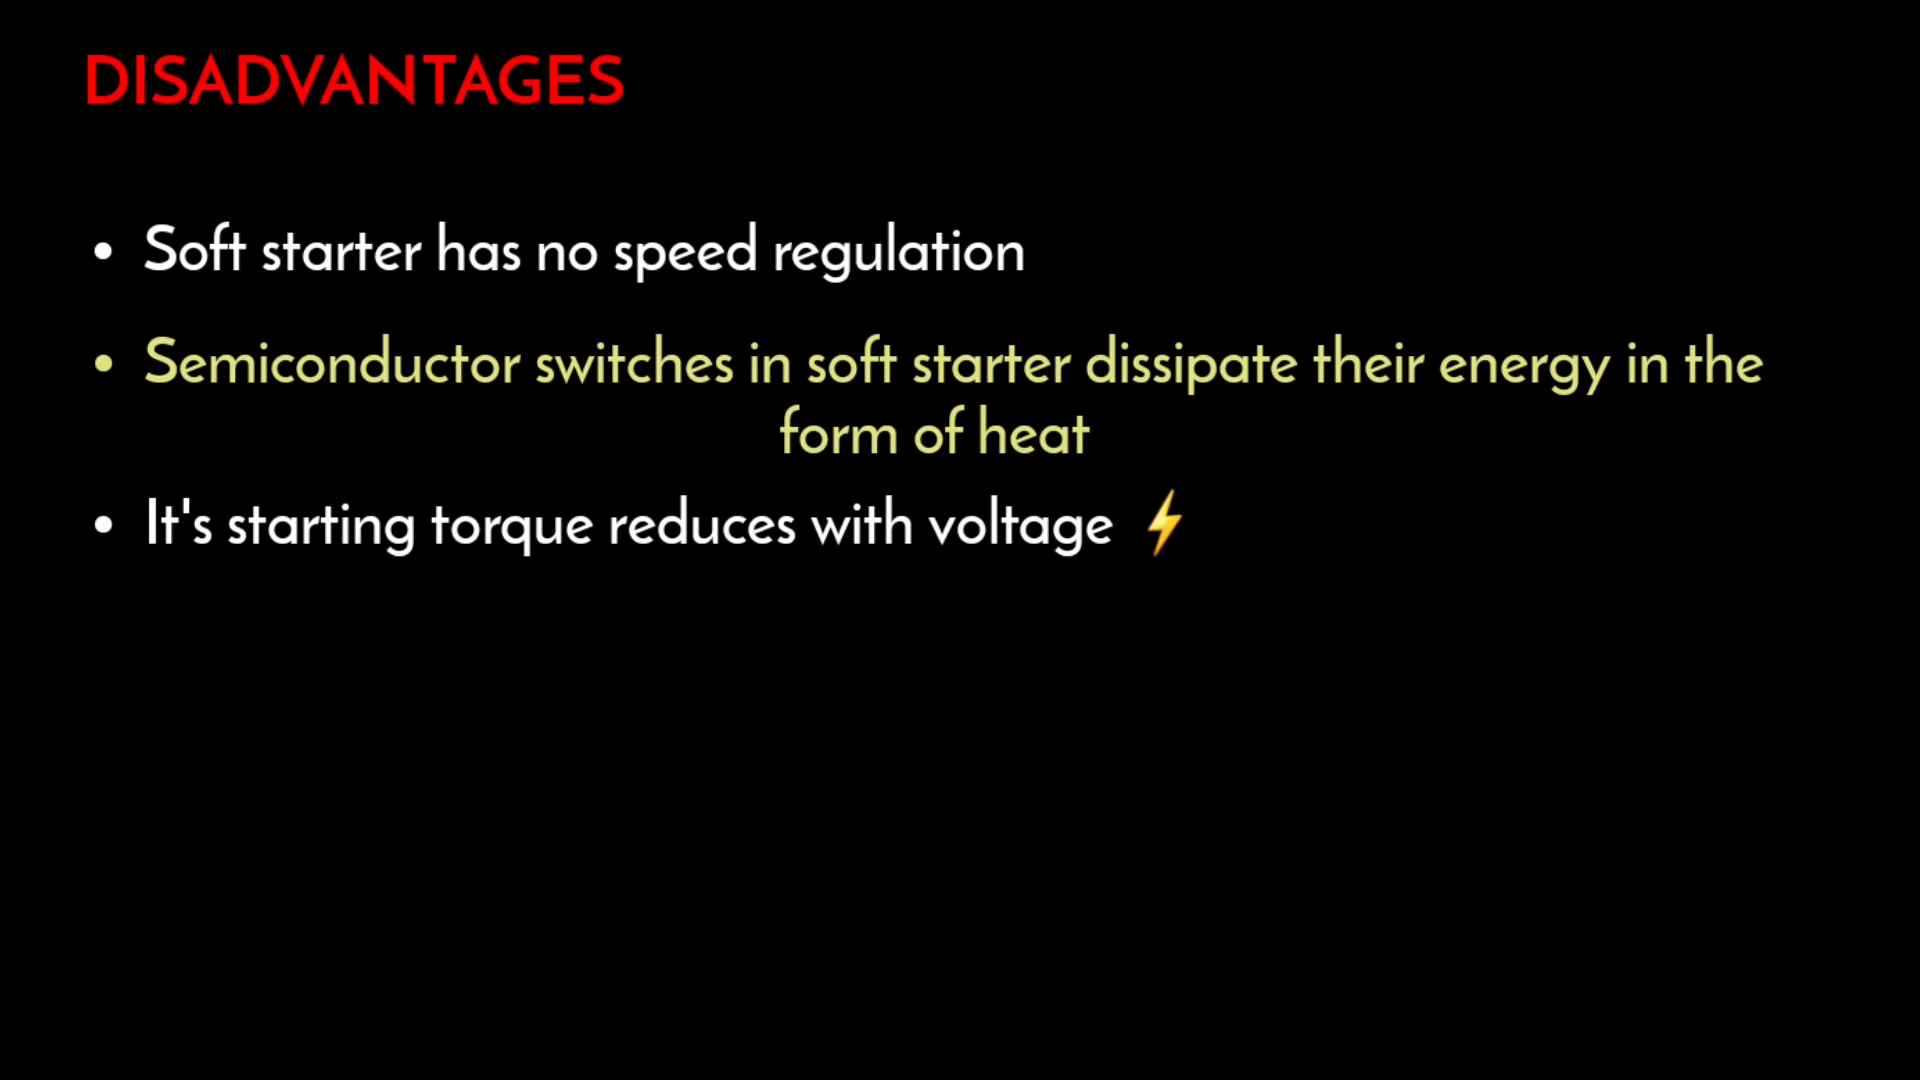 DISADVANTAGES
• Soft starter has no speed regulation
• Semiconductor switches in soft starter dissipate their energy in the
form of heat
• It's starting torque reduces with voltage ⚡